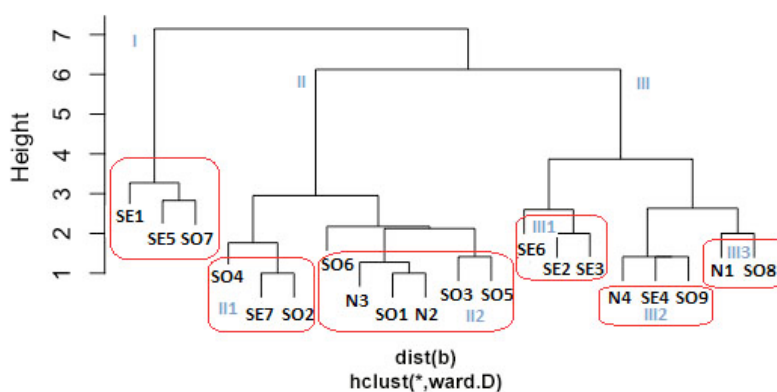 Height
7
6
5
4
3
2
1
I
II
III
SE1
SE5 SO7
SO4
II1
SE7 SO2
SO6
N3
SO1 N2
SO3 SO5
II2
III1
SE6
SE2 SE3
N4 SE4 SO9
III2
III3
N1 SO8
dist(b)
hclust(*,ward.D)